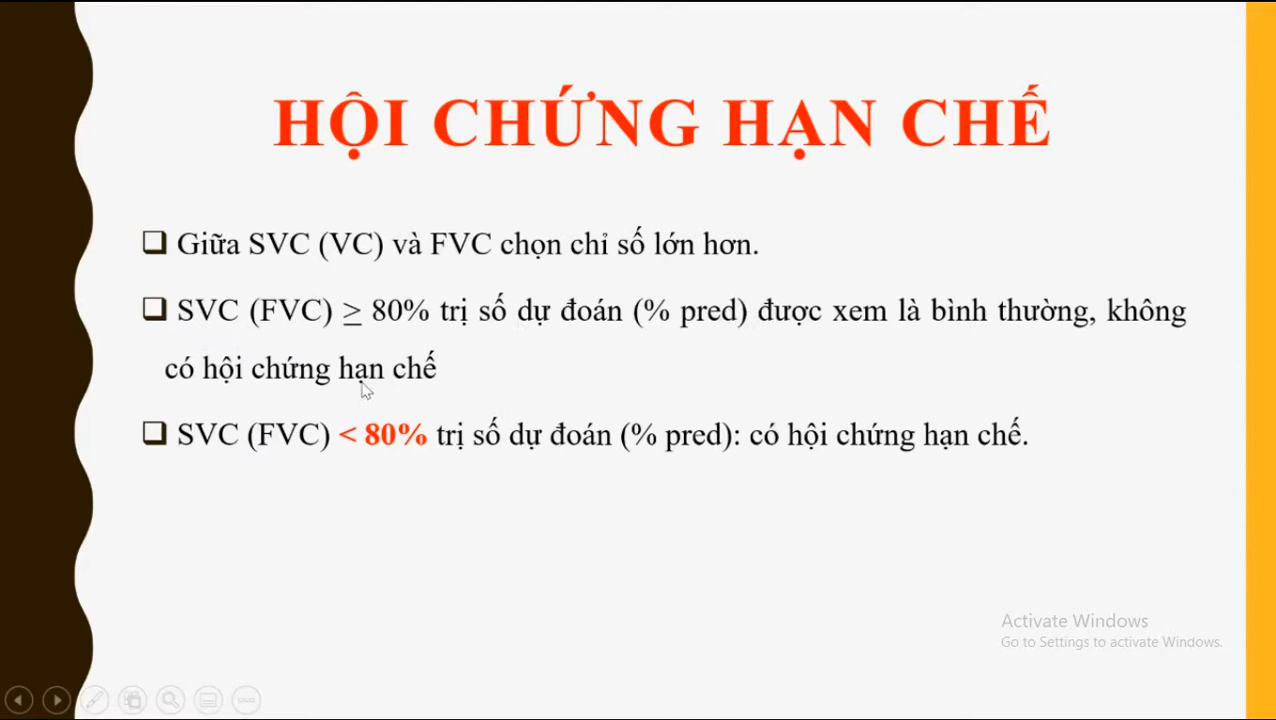 HỘI CHỨNG HẠN CHẾ
❑ Giữa SVC (VC) và FVC chọn chỉ số lớn hơn.
❑ SVC (FVC) ≥ 80% trị số dự đoán (% pred) được xem là bình thường, không
có hội chứng hạn chế
❑ SVC (FVC) < 80% trị số dự đoán (% pred): có hội chứng hạn chế.
Activate Windows
Go to Settings to activate Windows.